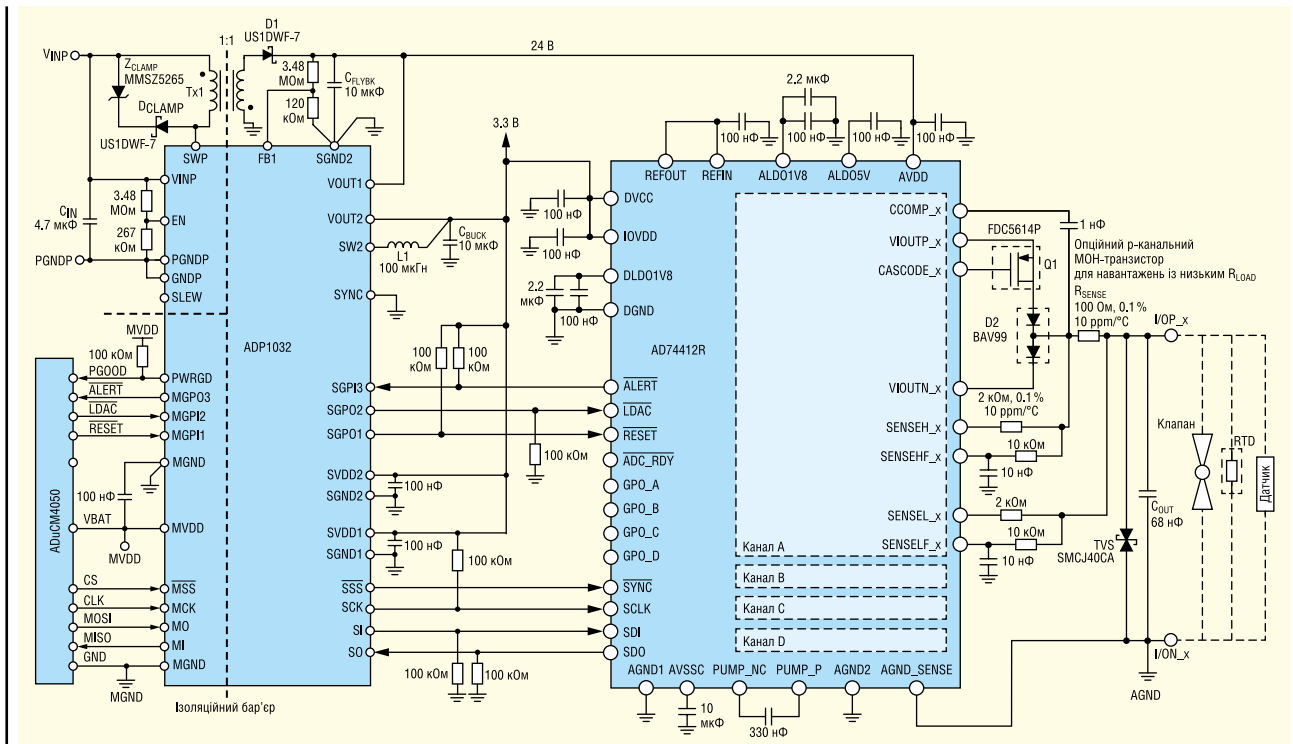 V_INP
Z_CLAMP
MMSZ5265
D_CLAMP
US1DWF-7
Tx1
1:1
D1
US1DWF-7
3.48
МОм
120
кОм
C_FLYBK
10 мкФ
24 В
SWP
FB1
SGND2
C_IN
4.7 мкФ
3.48
МОм
267
кОм
PGNDP
VINP
EN
PGNDP
GNDP
SLEW
VOUT1
VOUT2
SW2
SYNC
L1
100 мкГн
C_BUCK
10 мкФ
3.3 В
ADP1032
MVDD
100 кОм
PGOOD
ALERT
LDAC
RESET
PWRGD
MGPO3
MGPI2
MGPI1
MGND
100 нФ
VBAT
MVDD
MVDD
ADuCM4050
CS
CLK
MOSI
MISO
GND
MSS
MCK
MO
MI
MGND
MGND
Ізоляційний бар'єр
SGPI3
SGPO2
SGPO1
SVDD2
SGND2
SVDD1
SGND1
SSS
SCK
SI
SO
100
кОм
100
кОм
100 кОм
100 нФ
100 нФ
100 кОм
100 кОм
100 кОм
2.2 мкФ
100 нФ
100 нФ
100 нФ
100 нФ
REFOUT
REFIN
ALDO1V8
ALDO5V
AVDD
100 нФ
100 нФ
2.2
мкФ
100 нФ
DVCC
IOVDD
DLDO1V8
DGND
AD74412R
ALERT
LDAC
RESET
ADC_RDY
GPO_A
GPO_B
GPO_C
GPO_D
SYNC
SCLK
SDI
SDO
Канал A
Канал B
Канал C
Канал D
AGND1
AVSSC
PUMP_NC
PUMP_P
AGND2
AGND_SENSE
10
мкФ
330 нФ
CCOMP_x
VIOUTP_x
CASCODE_x
VIOUTN_x
SENSEH_x
SENSEHF_x
SENSEL_x
SENSELF_x
1 нФ
FDC5614P
Q1
Опційний р-канальний
МОН-транзистор
для навантажень із низьким R_LOAD
R_SENSE
100 Ом, 0.1%
10 ppm/°C
D2
BAV99
2 кОм, 0.1%
10 ppm/°C
10 кОм
10 нФ
2 кОм
10 кОм
10 нФ
TVS
SMCJ40CA
C_OUT
68 нФ
I/OP_x
Клапан
RTD
Датчик
I/ON_x
AGND